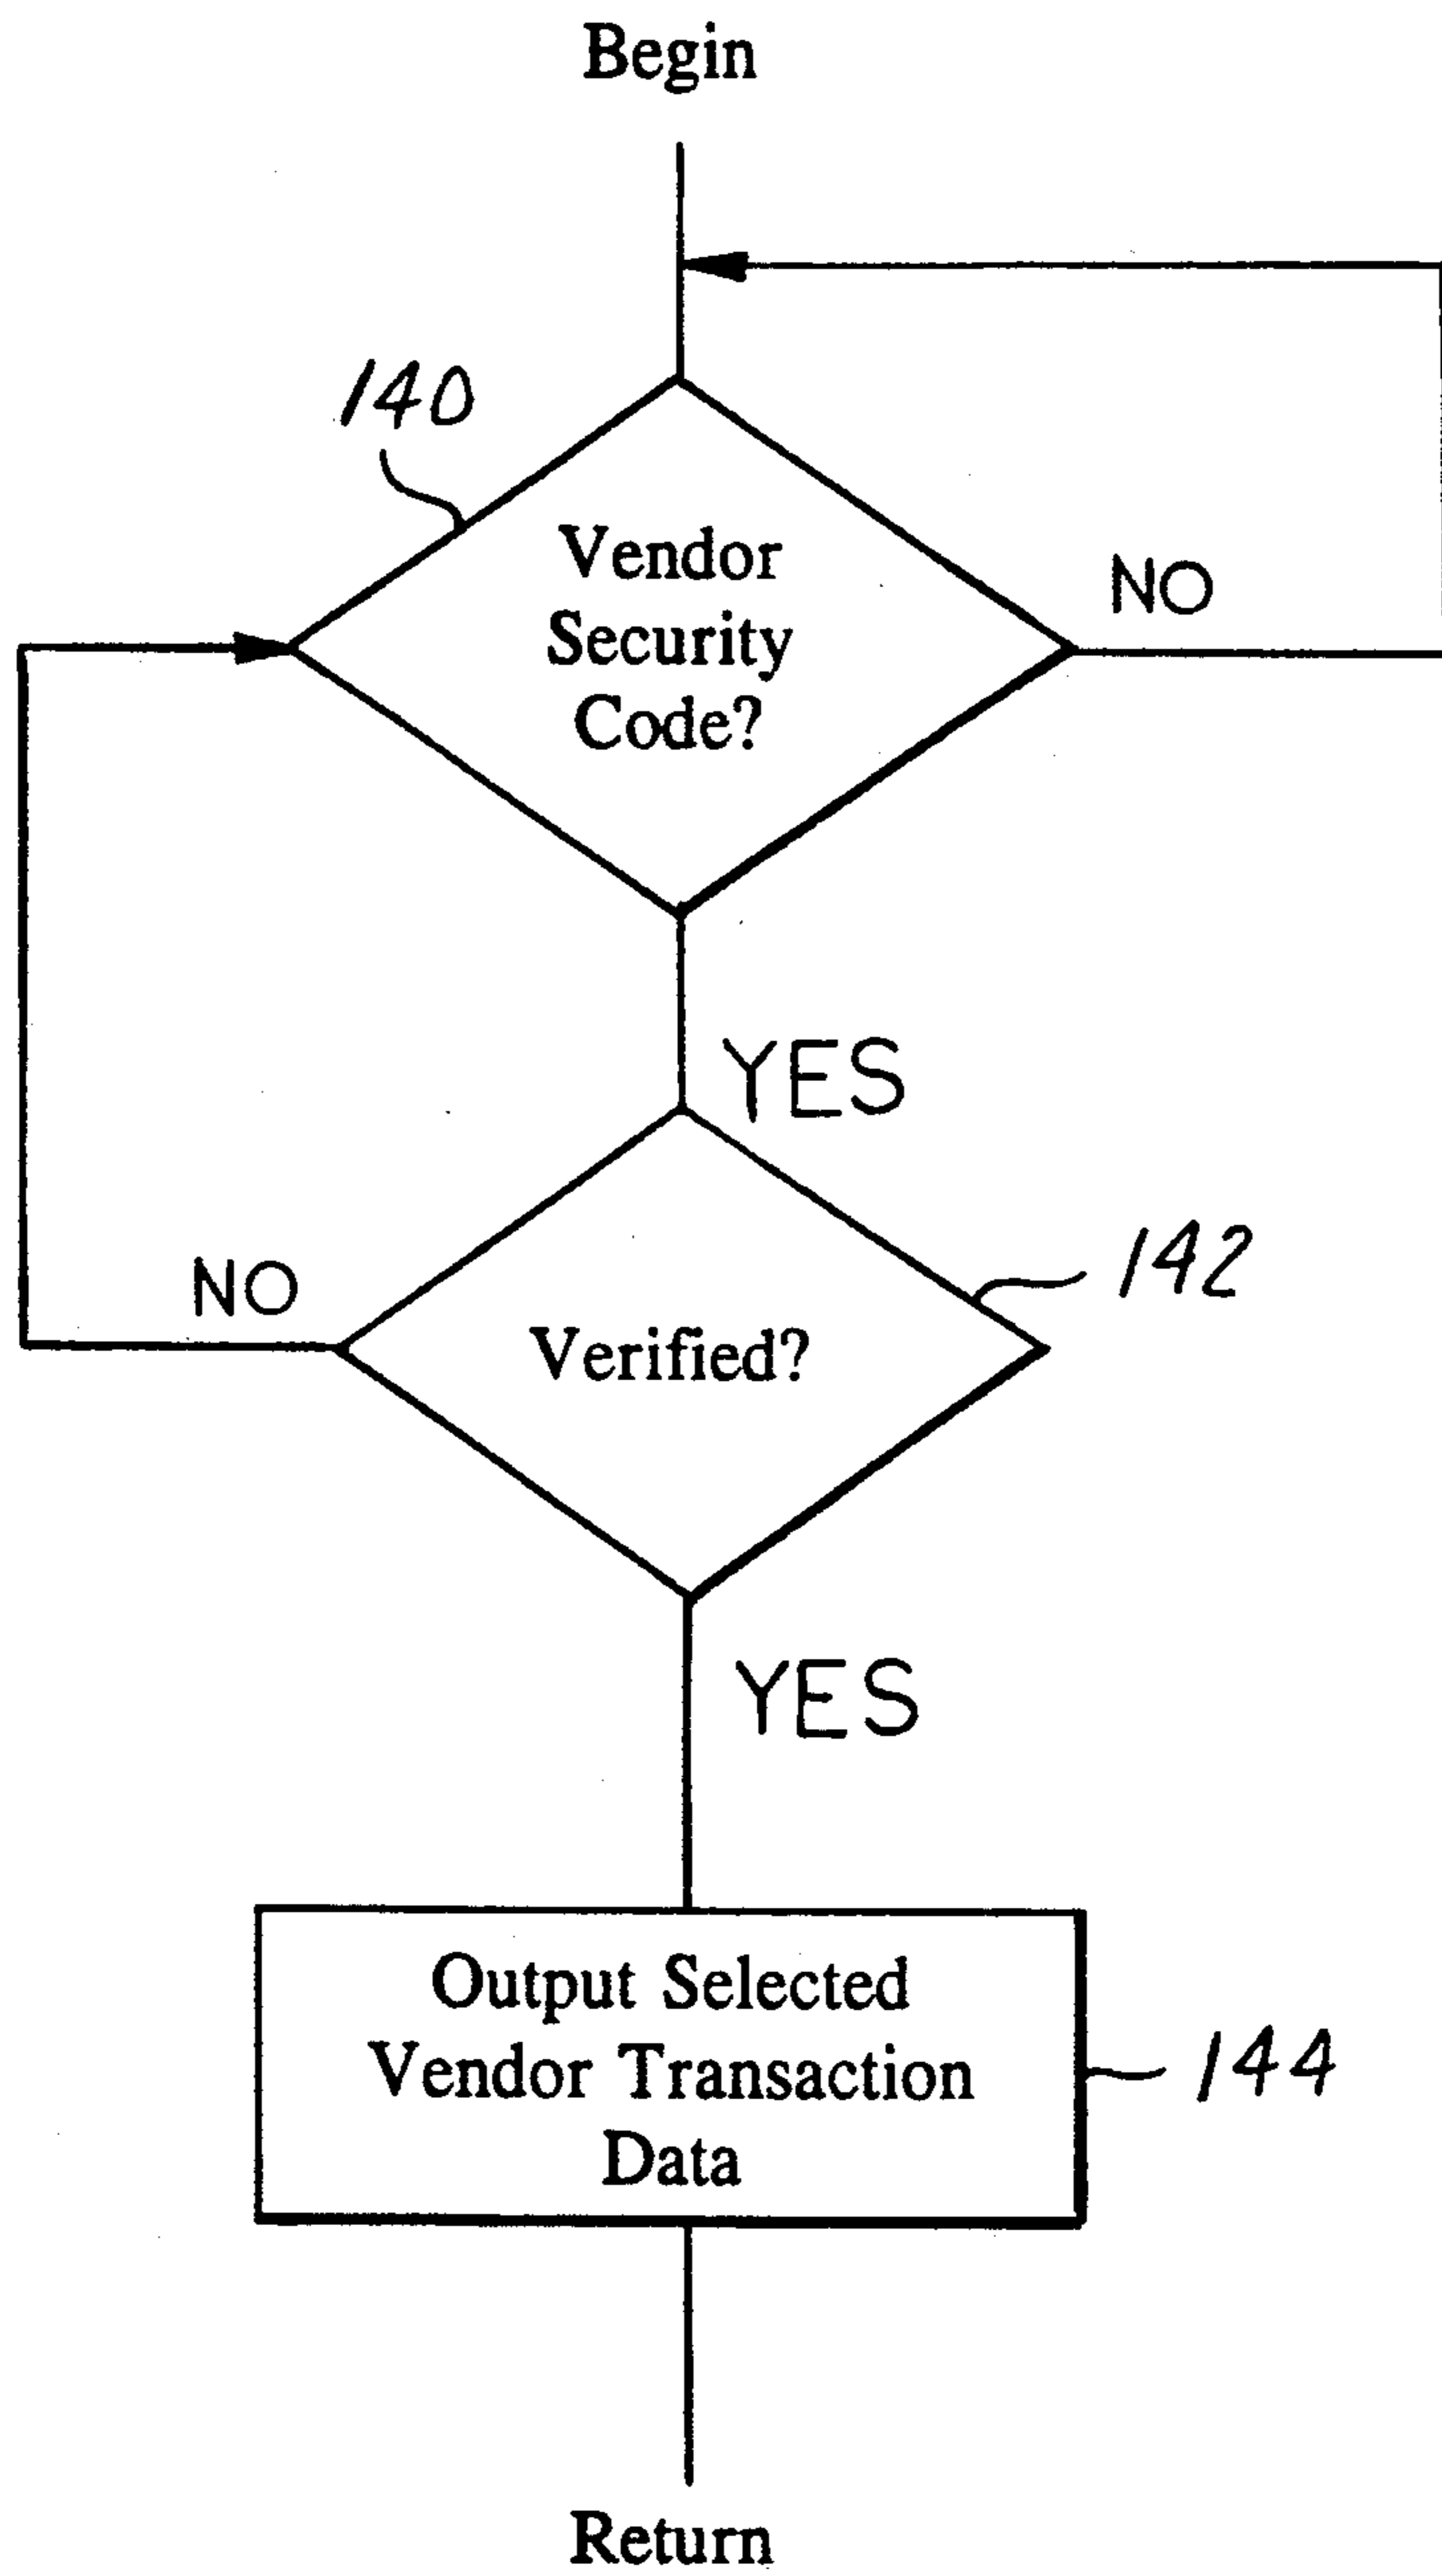 Begin
140
Vendor
Security
Code?
NO
YES
142
NO
Verified?
YES
Output Selected
Vendor Transaction
Data
144
Return